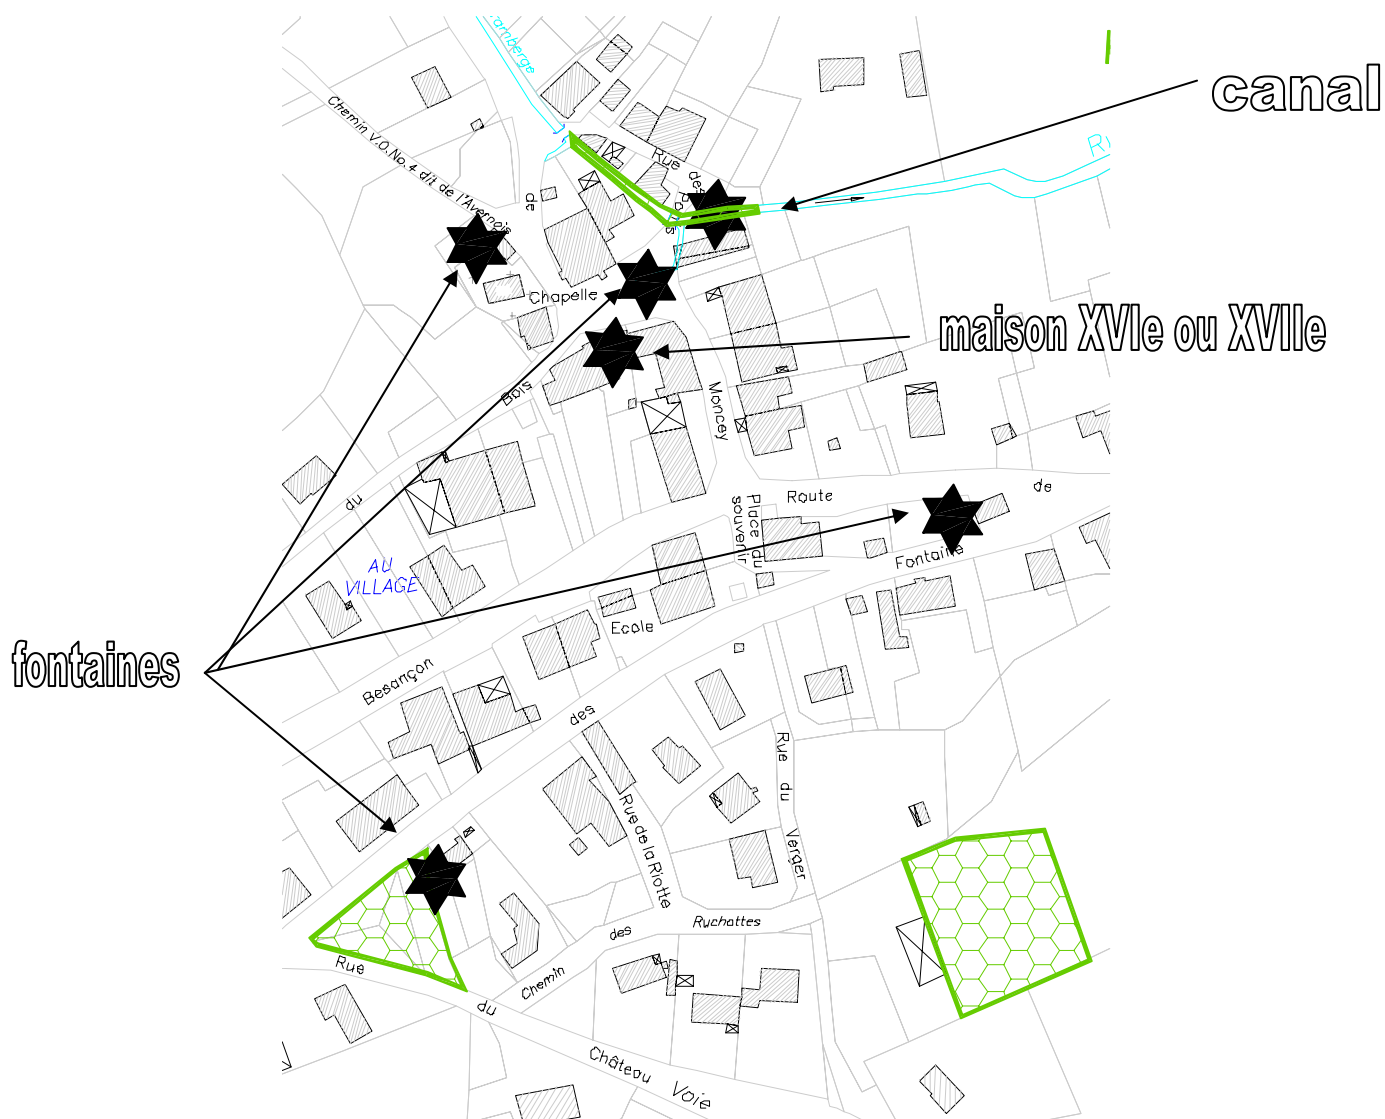 canal
Chemin V.O.No.4 dit de l'Avernois
Rue des
de
Chapelle
maison XVIe ou XVIIe
Bois
Moncey
du
Route
de
Place du
souvenir
Fontaine
AU
VILLAGE
Ecole
fontaines
Besançon
des
Rue du Verger
Rue de la Riotte
Ruchottes
des
Chemin
Rue
du
Château
Voie